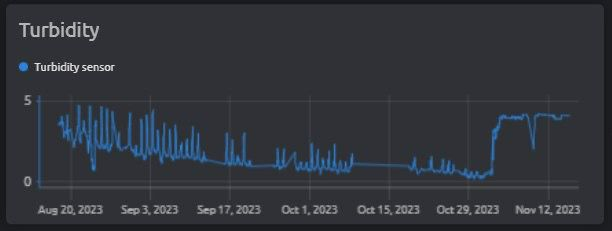 Turbidity
Turbidity sensor
5
0
Aug 20, 2023 Sep 3, 2023 Sep 17, 2023 Oct 1, 2023 Oct 15, 2023 Oct 29, 2023 Nov 12, 2023